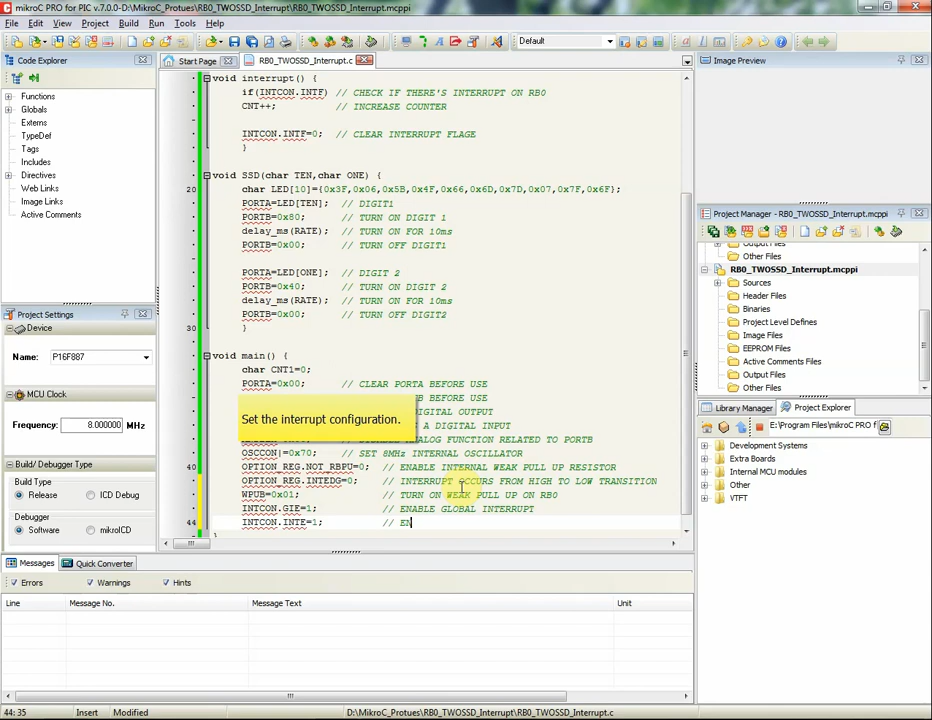 mikroC PRO for PIC v.7.0.0-D:\MikroC_Protues\RB0_TWOSSD_Interrupt\RB0_TWOSSD_Interrupt.mcppi
File Edit View Project Build Run Tools Help
Default
Code Explorer
Functions
Globals
Externs
TypeDef
Tags
Includes
Directives
Web Links
Image Links
Active Comments
Project Settings
Device
Name: P16F887
MCU Clock
Frequency: 8.000000 MHz
Build/ Debugger Type
Build Type
Release ICD Debug
Debugger
Software mikroICD
Start Page RB0_TWOSSD_Interrupt.c
void interrupt() {
if(INTCON.INTF) // CHECK IF THERE'S INTERRUPT ON RB0
CNT++; // INCREASE COUNTER
INTCON.INTF=0; // CLEAR INTERRUPT FLAGE
}
void SSD(char TEN,char ONE) {
20 char LED[10]={0x3F,0x06,0x5B,0x4F,0x66,0x6D,0x7D,0x07,0x7F,0x6F};
PORTA=LED[TEN]; // DIGIT1
PORTB=0x80; // TURN ON DIGIT 1
delay_ms(RATE); // TURN ON FOR 10ms
PORTB=0x00; // TURN OFF DIGIT1
PORTA=LED[ONE]; // DIGIT 2
PORTB=0x40; // TURN ON DIGIT 2
delay_ms(RATE); // TURN ON FOR 10ms
PORTB=0x00; // TURN OFF DIGIT2
30 }
void main() {
char CNT1=0;
PORTA=0x00; // CLEAR PORTA BEFORE USE
B BEFORE USE
Set the interrupt configuration.
IGITAL OUTPUT
A DIGITAL INPUT
ALOG FUNCTION RELATED TO PORTB
OSCCON|=0x70; // SET 8MHz INTERNAL OSCILLATOR
40 OPTION_REG.NOT_RBPU=0; // ENABLE INTERNAL WEAK PULL UP RESISTOR
OPTION_REG.INTEDG=0; // INTERRUPT OCCURS FROM HIGH TO LOW TRANSITION
WPUB=0x01; // TURN ON WEAK PULL UP ON RB0
INTCON.GIE=1; // ENABLE GLOBAL INTERRUPT
44 INTCON.INTE=1; // EN
}
Image Preview
Project Manager - RB0_TWOSSD_Interrupt.mcppi
Output Files
Other Files
RB0_TWOSSD_Interrupt.mcppi
Sources
Header Files
Binaries
Project Level Defines
Image Files
EEPROM Files
Active Comments Files
Output Files
Other Files
Library Manager Project Explorer
E:\Program Files\mikroC PRO f
Development Systems
Extra Boards
Internal MCU modules
Other
VTFT
Messages Quick Converter
Errors Warnings Hints
Line Message No. Message Text Unit
44: 35 Insert Modified D:\MikroC_Protues\RB0_TWOSSD_Interrupt\RB0_TWOSSD_Interrupt.c